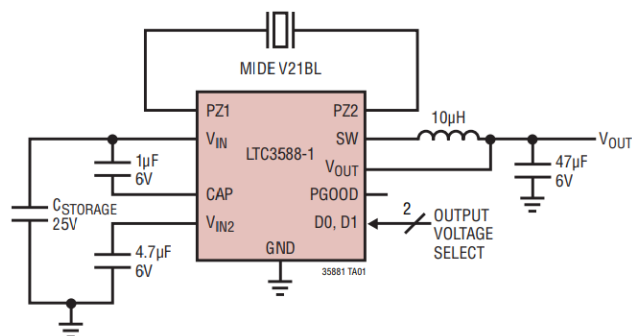 MIDE V21BL
PZ1
PZ2
VIN
SW
LTC3588-1
10µH
VOUT
1µF
6V
VOUT
47µF
6V
CAP
PGOOD
CSTORAGE
25V
VIN2
D0, D1
2
OUTPUT
VOLTAGE
SELECT
4.7µF
6V
GND
35881 TA01